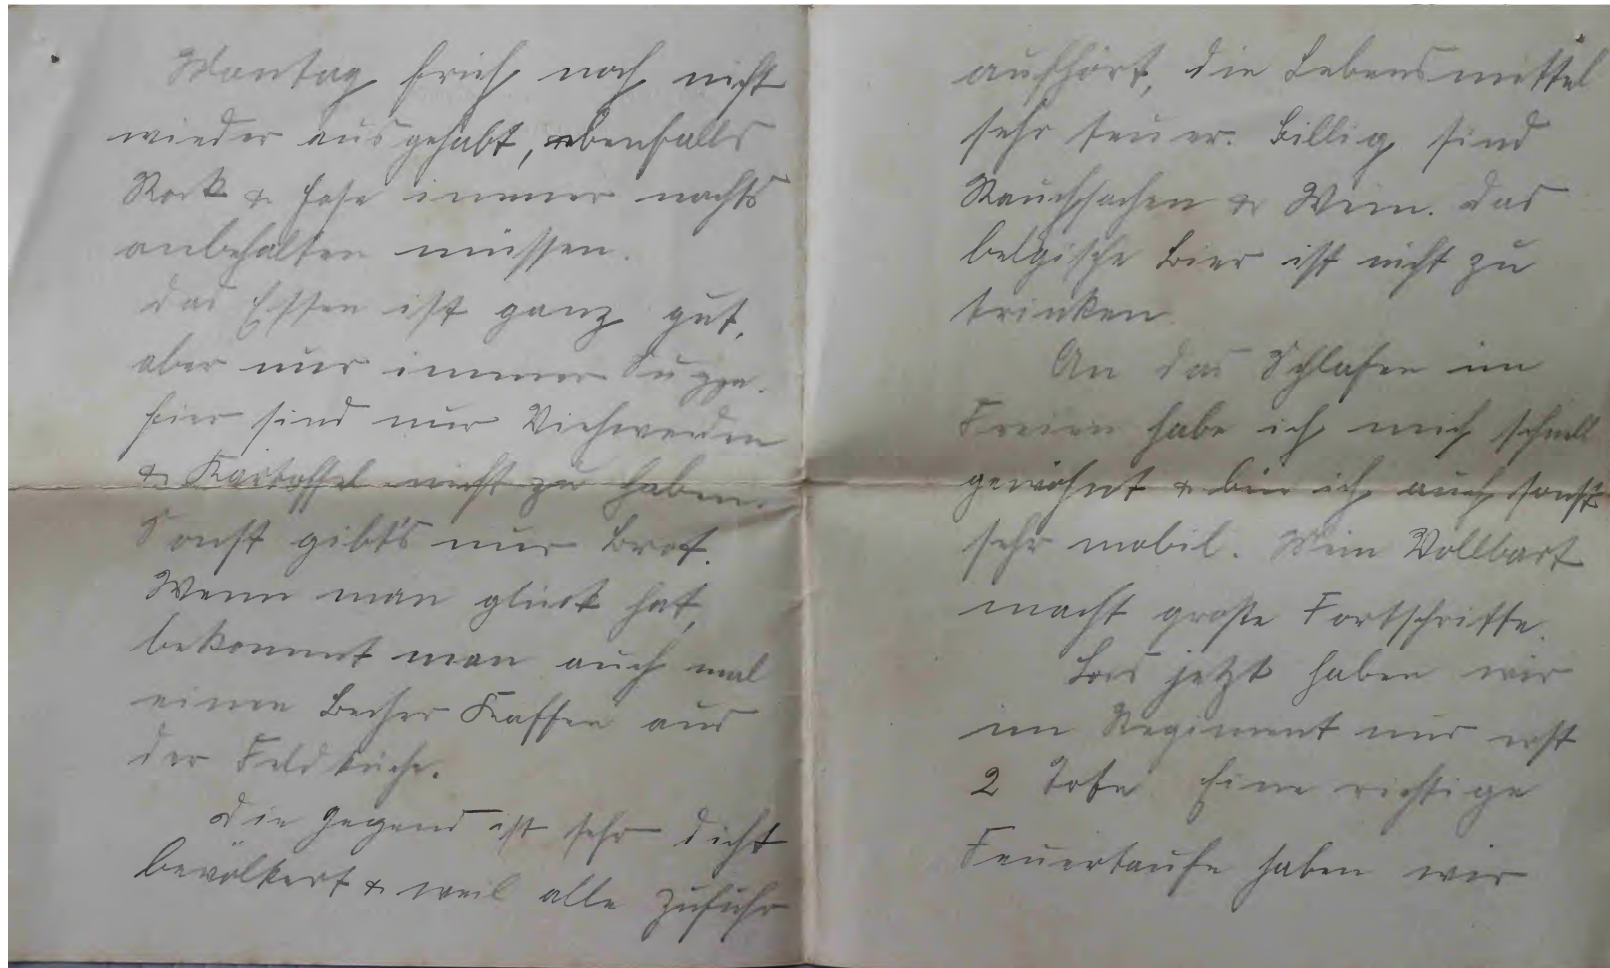 Montag früh noch nicht
wieder ausgehabt, ebenfalls
Rock & Hose immer nachts
anbehalten müssen.
Das Essen ist ganz gut,
aber nur immer Suppe.
Hier sind nur Viehweiden
& Kartoffel nicht zu haben.
Sonst gibt's nur Brot.
Wenn man glück hat,
bekommt man auch mal
einen Becher Kaffee aus
der Feldküche.
Die Gegend ist sehr dicht
bevölkert & weil alle Zufuhr
aufhört, die Lebensmittel
sehr teuer. Billig sind
Rauchsachen & Wein. Das
belgische Bier ist nicht zu
trinken.
An das Schlafen im
Freien habe ich mich schnell
gewöhnt & bin ich auch sonst
sehr mobil. Mein Vollbart
macht große Fortschritte.
Bis jetzt haben wir
im Regiment nur erst
2 Tote. Eine richtige
Feuertaufe haben wir